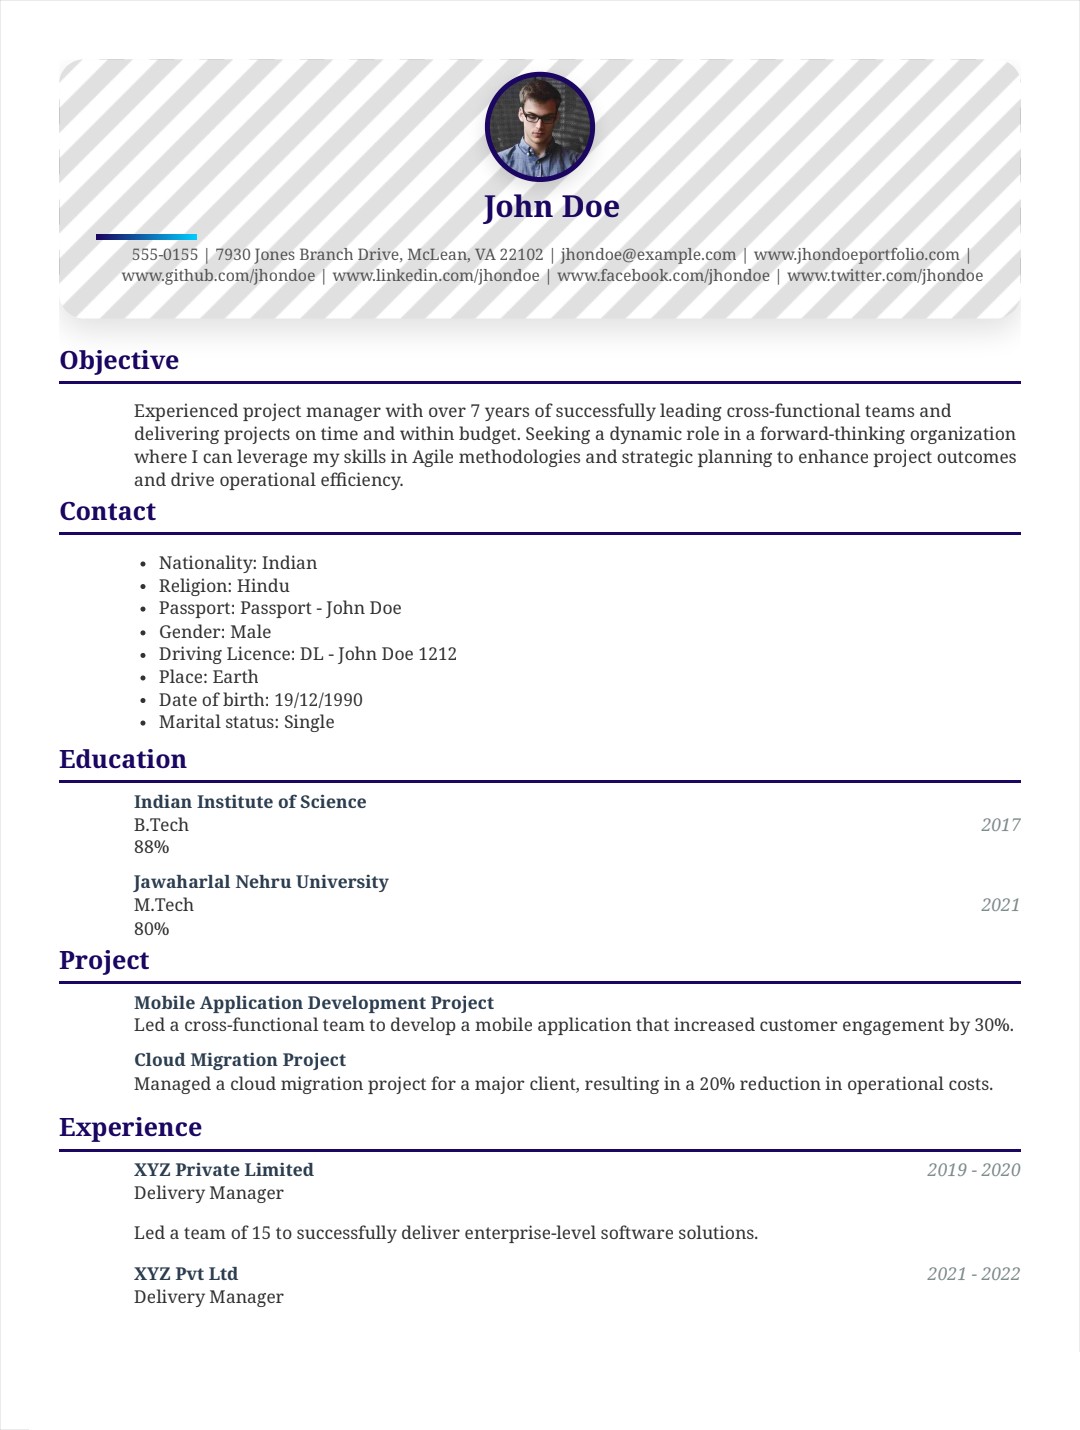 John Doe
555-0155 | 7930 Jones Branch Drive, McLean, VA 22102 | jhondoe@example.com | www.jhondoeportfolio.com |
www.github.com/jhondoe | www.linkedin.com/jhondoe | www.facebook.com/jhondoe | www.twitter.com/jhondoe
Objective
Experienced project manager with over 7 years of successfully leading cross-functional teams and
delivering projects on time and within budget. Seeking a dynamic role in a forward-thinking organization
where I can leverage my skills in Agile methodologies and strategic planning to enhance project outcomes
and drive operational efficiency.
Contact
• Nationality: Indian
• Religion: Hindu
• Passport: Passport - John Doe
• Gender: Male
• Driving Licence: DL - John Doe 1212
• Place: Earth
• Date of birth: 19/12/1990
• Marital status: Single
Education
Indian Institute of Science
B.Tech 2017
88%
Jawaharlal Nehru University
M.Tech 2021
80%
Project
Mobile Application Development Project
Led a cross-functional team to develop a mobile application that increased customer engagement by 30%.
Cloud Migration Project
Managed a cloud migration project for a major client, resulting in a 20% reduction in operational costs.
Experience
XYZ Private Limited 2019 - 2020
Delivery Manager
Led a team of 15 to successfully deliver enterprise-level software solutions.
XYZ Pvt Ltd 2021 - 2022
Delivery Manager